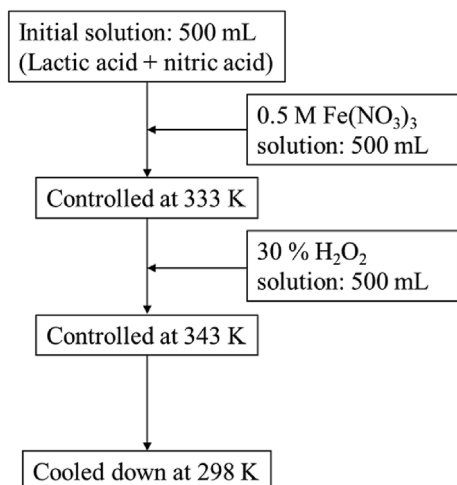 Initial solution: 500 mL
(Lactic acid + nitric acid)
0.5 M Fe(NO₃)₃
solution: 500 mL
Controlled at 333 K
30 % H₂O₂
solution: 500 mL
Controlled at 343 K
Cooled down at 298 K